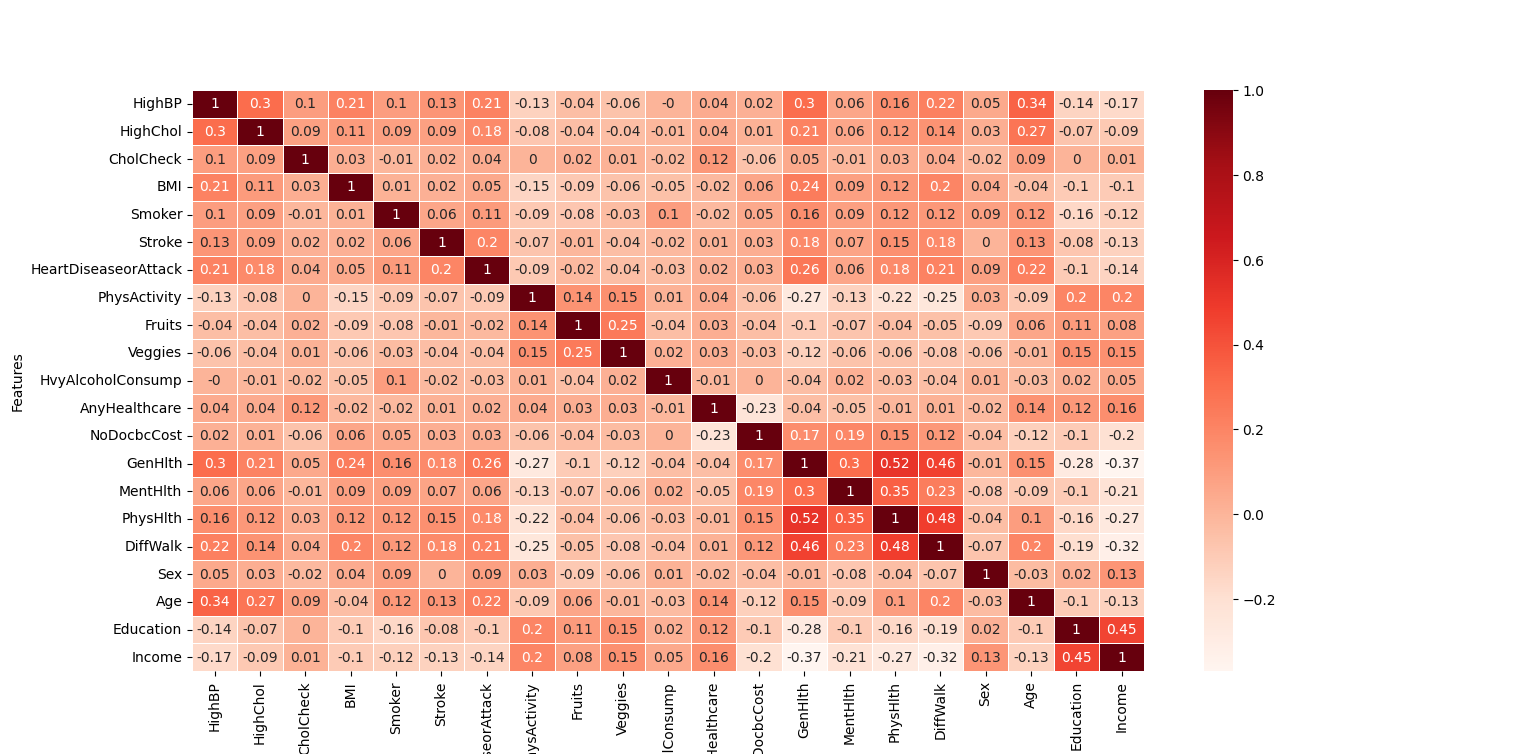 HighBP 1 0.3 0.1 0.21 0.1 0.13 0.21 -0.13 -0.04 -0.06 -0 0.04 0.02 0.3 0.06 0.16 0.22 0.05 0.34 -0.14 -0.17 1.0
HighChol 0.3 1 0.09 0.11 0.09 0.09 0.18 -0.08 -0.04 -0.04 -0.01 0.04 0.01 0.21 0.06 0.12 0.14 0.03 0.27 -0.07 -0.09
CholCheck 0.1 0.09 1 0.03 -0.01 0.02 0.04 0 0.02 0.01 -0.02 0.12 -0.06 0.05 -0.01 0.03 0.04 -0.02 0.09 0 0.01
BMI 0.21 0.11 0.03 1 0.01 0.02 0.05 -0.15 -0.09 -0.06 -0.05 -0.02 0.06 0.24 0.09 0.12 0.2 0.04 -0.04 -0.1 -0.1 0.8
Smoker 0.1 0.09 -0.01 0.01 1 0.06 0.11 -0.09 -0.08 -0.03 0.1 -0.02 0.05 0.16 0.09 0.12 0.12 0.09 0.12 -0.16 -0.12
Stroke 0.13 0.09 0.02 0.02 0.06 1 0.2 -0.07 -0.01 -0.04 -0.02 0.01 0.03 0.18 0.07 0.15 0.18 0 0.13 -0.08 -0.13
HeartDiseaseorAttack 0.21 0.18 0.04 0.05 0.11 0.2 1 -0.09 -0.02 -0.04 -0.03 0.02 0.03 0.26 0.06 0.18 0.21 0.09 0.22 -0.1 -0.14 0.6
PhysActivity -0.13 -0.08 0 -0.15 -0.09 -0.07 -0.09 1 0.14 0.15 0.01 0.04 -0.06 -0.27 -0.13 -0.22 -0.25 0.03 -0.09 0.2 0.2
Fruits -0.04 -0.04 0.02 -0.09 -0.08 -0.01 -0.02 0.14 1 0.25 -0.04 0.03 -0.04 -0.1 -0.07 -0.04 -0.05 -0.09 0.06 0.11 0.08
Veggies -0.06 -0.04 0.01 -0.06 -0.03 -0.04 -0.04 0.15 0.25 1 0.02 0.03 -0.03 -0.12 -0.06 -0.06 -0.08 -0.06 -0.01 0.15 0.15 0.4
Features
HvyAlcoholConsump -0 -0.01 -0.02 -0.05 0.1 -0.02 -0.03 0.01 -0.04 0.02 1 -0.01 0 -0.04 0.02 -0.03 -0.04 0.01 -0.03 0.02 0.05
AnyHealthcare 0.04 0.04 0.12 -0.02 -0.02 0.01 0.02 0.04 0.03 0.03 -0.01 1 -0.23 -0.04 -0.05 -0.01 0.01 -0.02 0.14 0.12 0.16
NoDocbcCost 0.02 0.01 -0.06 0.06 0.05 0.03 0.03 -0.06 -0.04 -0.03 0 -0.23 1 0.17 0.19 0.15 0.12 -0.04 -0.12 -0.1 -0.2 0.2
GenHlth 0.3 0.21 0.05 0.24 0.16 0.18 0.26 -0.27 -0.1 -0.12 -0.04 -0.04 0.17 1 0.3 0.52 0.46 -0.01 0.15 -0.28 -0.37
MentHlth 0.06 0.06 -0.01 0.09 0.09 0.07 0.06 -0.13 -0.07 -0.06 0.02 -0.05 0.19 0.3 1 0.35 0.23 -0.08 -0.09 -0.1 -0.21
PhysHlth 0.16 0.12 0.03 0.12 0.12 0.15 0.18 -0.22 -0.04 -0.06 -0.03 -0.01 0.15 0.52 0.35 1 0.48 -0.04 0.1 -0.16 -0.27 0.0
DiffWalk 0.22 0.14 0.04 0.2 0.12 0.18 0.21 -0.25 -0.05 -0.08 -0.04 0.01 0.12 0.46 0.23 0.48 1 -0.07 0.2 -0.19 -0.32
Sex 0.05 0.03 -0.02 0.04 0.09 0 0.09 0.03 -0.09 -0.06 0.01 -0.02 -0.04 -0.01 -0.08 -0.04 -0.07 1 -0.03 0.02 0.13
Age 0.34 0.27 0.09 -0.04 0.12 0.13 0.22 -0.09 0.06 -0.01 -0.03 0.14 -0.12 0.15 -0.09 0.1 0.2 -0.03 1 -0.1 -0.13 −0.2
Education -0.14 -0.07 0 -0.1 -0.16 -0.08 -0.1 0.2 0.11 0.15 0.02 0.12 -0.1 -0.28 -0.1 -0.16 -0.19 0.02 -0.1 1 0.45
Income -0.17 -0.09 0.01 -0.1 -0.12 -0.13 -0.14 0.2 0.08 0.15 0.05 0.16 -0.2 -0.37 -0.21 -0.27 -0.32 0.13 -0.13 0.45 1
HighBP HighChol CholCheck BMI Smoker Stroke seorAttack ysActivity Fruits Veggies lConsump Healthcare DocbcCost GenHlth MentHlth PhysHlth DiffWalk Sex Age Education Income